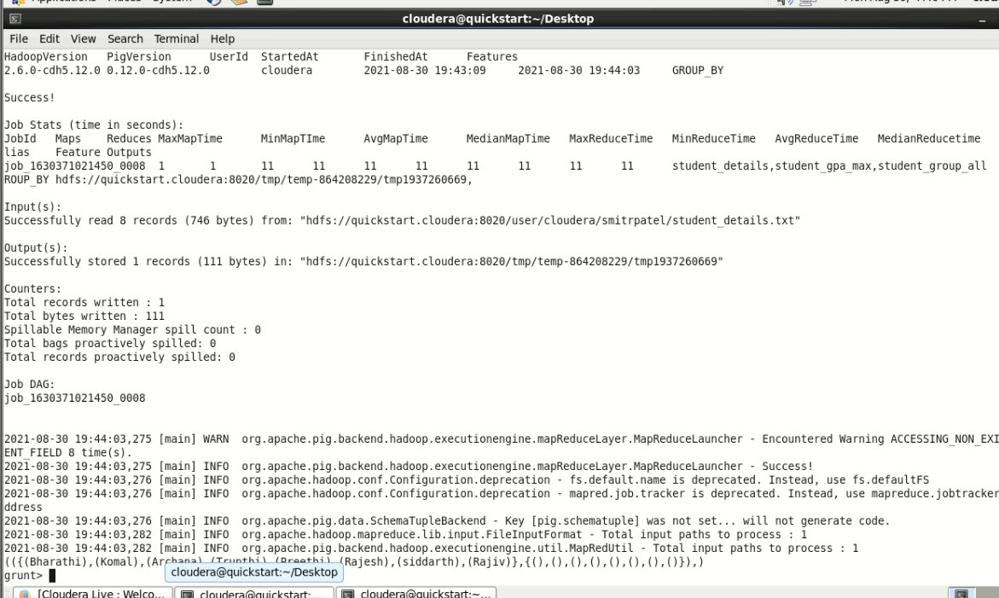 Applications Places System
cloudera@quickstart:~/Desktop
File Edit View Search Terminal Help
HadoopVersion PigVersion UserId StartedAt FinishedAt Features
2.6.0-cdh5.12.0 0.12.0-cdh5.12.0 cloudera 2021-08-30 19:43:09 2021-08-30 19:44:03 GROUP_BY
Success!
Job Stats (time in seconds):
JobId Maps Reduces MaxMapTime MinMapTIme AvgMapTime MedianMapTime MaxReduceTime MinReduceTime AvgReduceTime MedianReducetime
lias Feature Outputs
job_1630371021450_0008 1 1 11 11 11 11 11 11 11 11 student_details,student_gpa_max,student_group_all
ROUP_BY hdfs://quickstart.cloudera:8020/tmp/temp-864208229/tmp1937260669,
Input(s):
Successfully read 8 records (746 bytes) from: "hdfs://quickstart.cloudera:8020/user/cloudera/smitrpatel/student_details.txt"
Output(s):
Successfully stored 1 records (111 bytes) in: "hdfs://quickstart.cloudera:8020/tmp/temp-864208229/tmp1937260669"
Counters:
Total records written : 1
Total bytes written : 111
Spillable Memory Manager spill count : 0
Total bags proactively spilled: 0
Total records proactively spilled: 0
Job DAG:
job_1630371021450_0008
2021-08-30 19:44:03,275 [main] WARN org.apache.pig.backend.hadoop.executionengine.mapReduceLayer.MapReduceLauncher - Encountered Warning ACCESSING_NON_EXI
ENT_FIELD 8 time(s).
2021-08-30 19:44:03,275 [main] INFO org.apache.pig.backend.hadoop.executionengine.mapReduceLayer.MapReduceLauncher - Success!
2021-08-30 19:44:03,276 [main] INFO org.apache.hadoop.conf.Configuration.deprecation - fs.default.name is deprecated. Instead, use fs.defaultFS
2021-08-30 19:44:03,276 [main] INFO org.apache.hadoop.conf.Configuration.deprecation - mapred.job.tracker is deprecated. Instead, use mapreduce.jobtracker
ddress
2021-08-30 19:44:03,276 [main] INFO org.apache.pig.data.SchemaTupleBackend - Key [pig.schematuple] was not set... will not generate code.
2021-08-30 19:44:03,282 [main] INFO org.apache.hadoop.mapreduce.lib.input.FileInputFormat - Total input paths to process : 1
2021-08-30 19:44:03,282 [main] INFO org.apache.pig.backend.hadoop.executionengine.util.MapRedUtil - Total input paths to process : 1
(({(Bharathi),(Komal),(Archana),(Trupthi),(Preethi),(Rajesh),(siddarth),(Rajiv)},{(),(),(),(),(),(),(),()}),)
cloudera@quickstart:~/Desktop
grunt>
[Cloudera Live : Welco... cloudera@quickstart:... cloudera@quickstart:~...